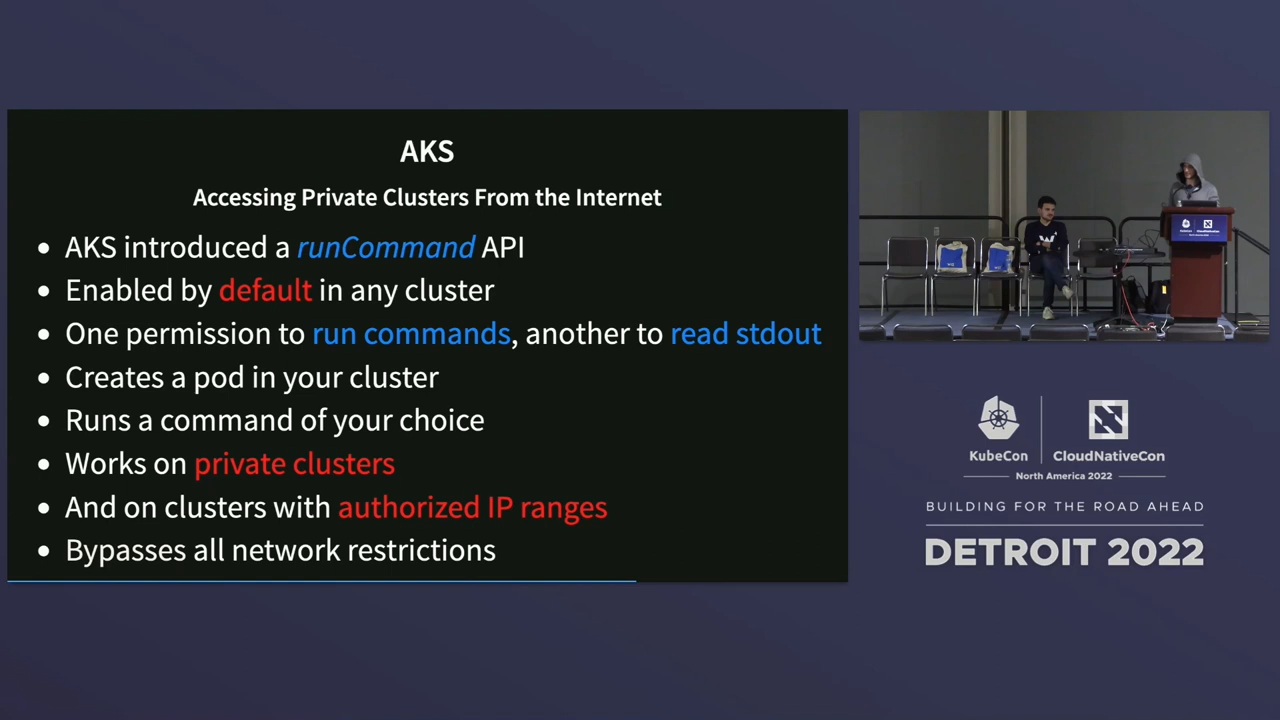 AKS
Accessing Private Clusters From the Internet
AKS introduced a runCommand API
Enabled by default in any cluster
One permission to run commands, another to read stdout
Creates a pod in your cluster
Runs a command of your choice
Works on private clusters
And on clusters with authorized IP ranges
Bypasses all network restrictions
KubeCon
CloudNativeCon
North America 2022
BUILDING FOR THE ROAD AHEAD
DETROIT 2022